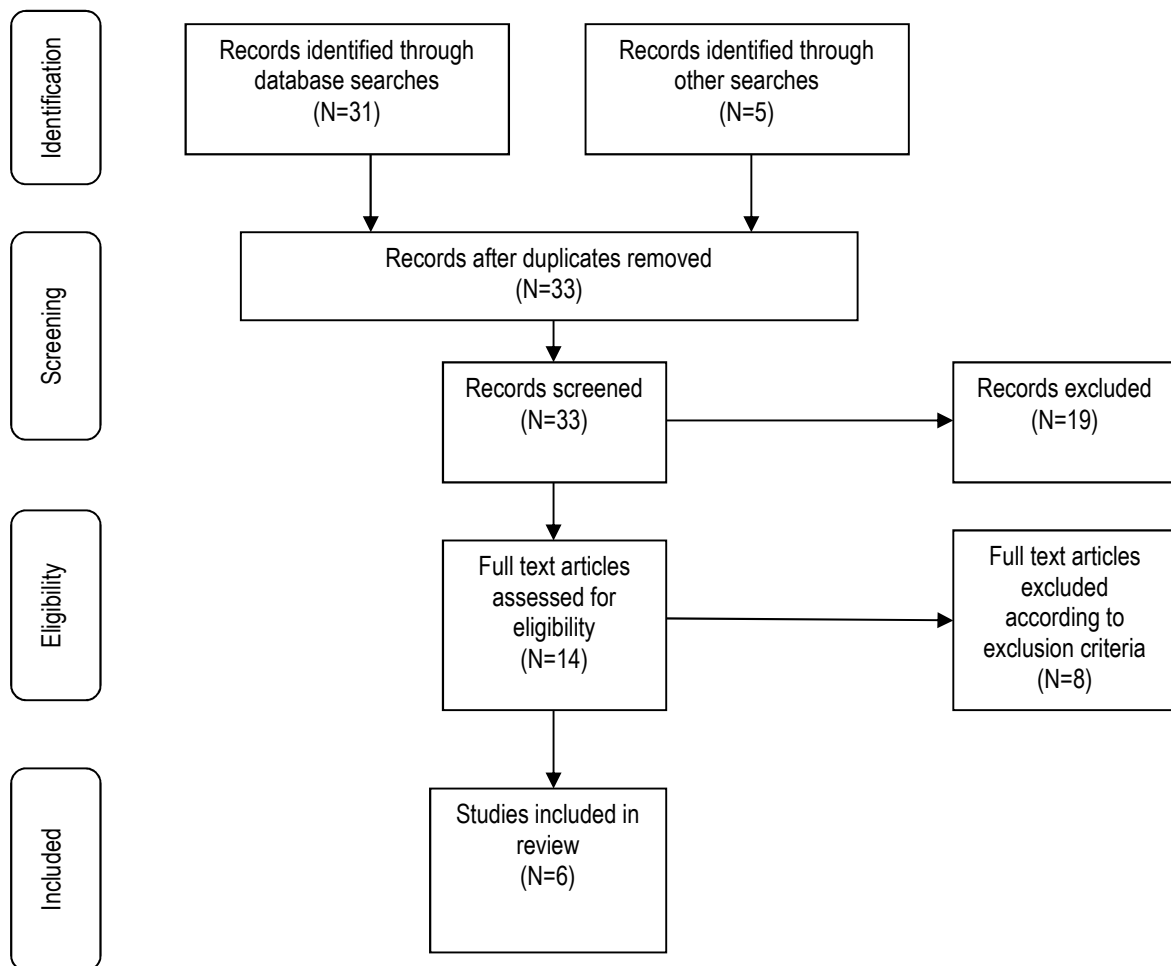 Identification
Records identified through
database searches
(N=31)
Records identified through
other searches
(N=5)
Screening
Records after duplicates removed
(N=33)
Records screened
(N=33)
Records excluded
(N=19)
Eligibility
Full text articles
assessed for
eligibility
(N=14)
Full text articles
excluded
according to
exclusion criteria
(N=8)
Included
Studies included in
review
(N=6)